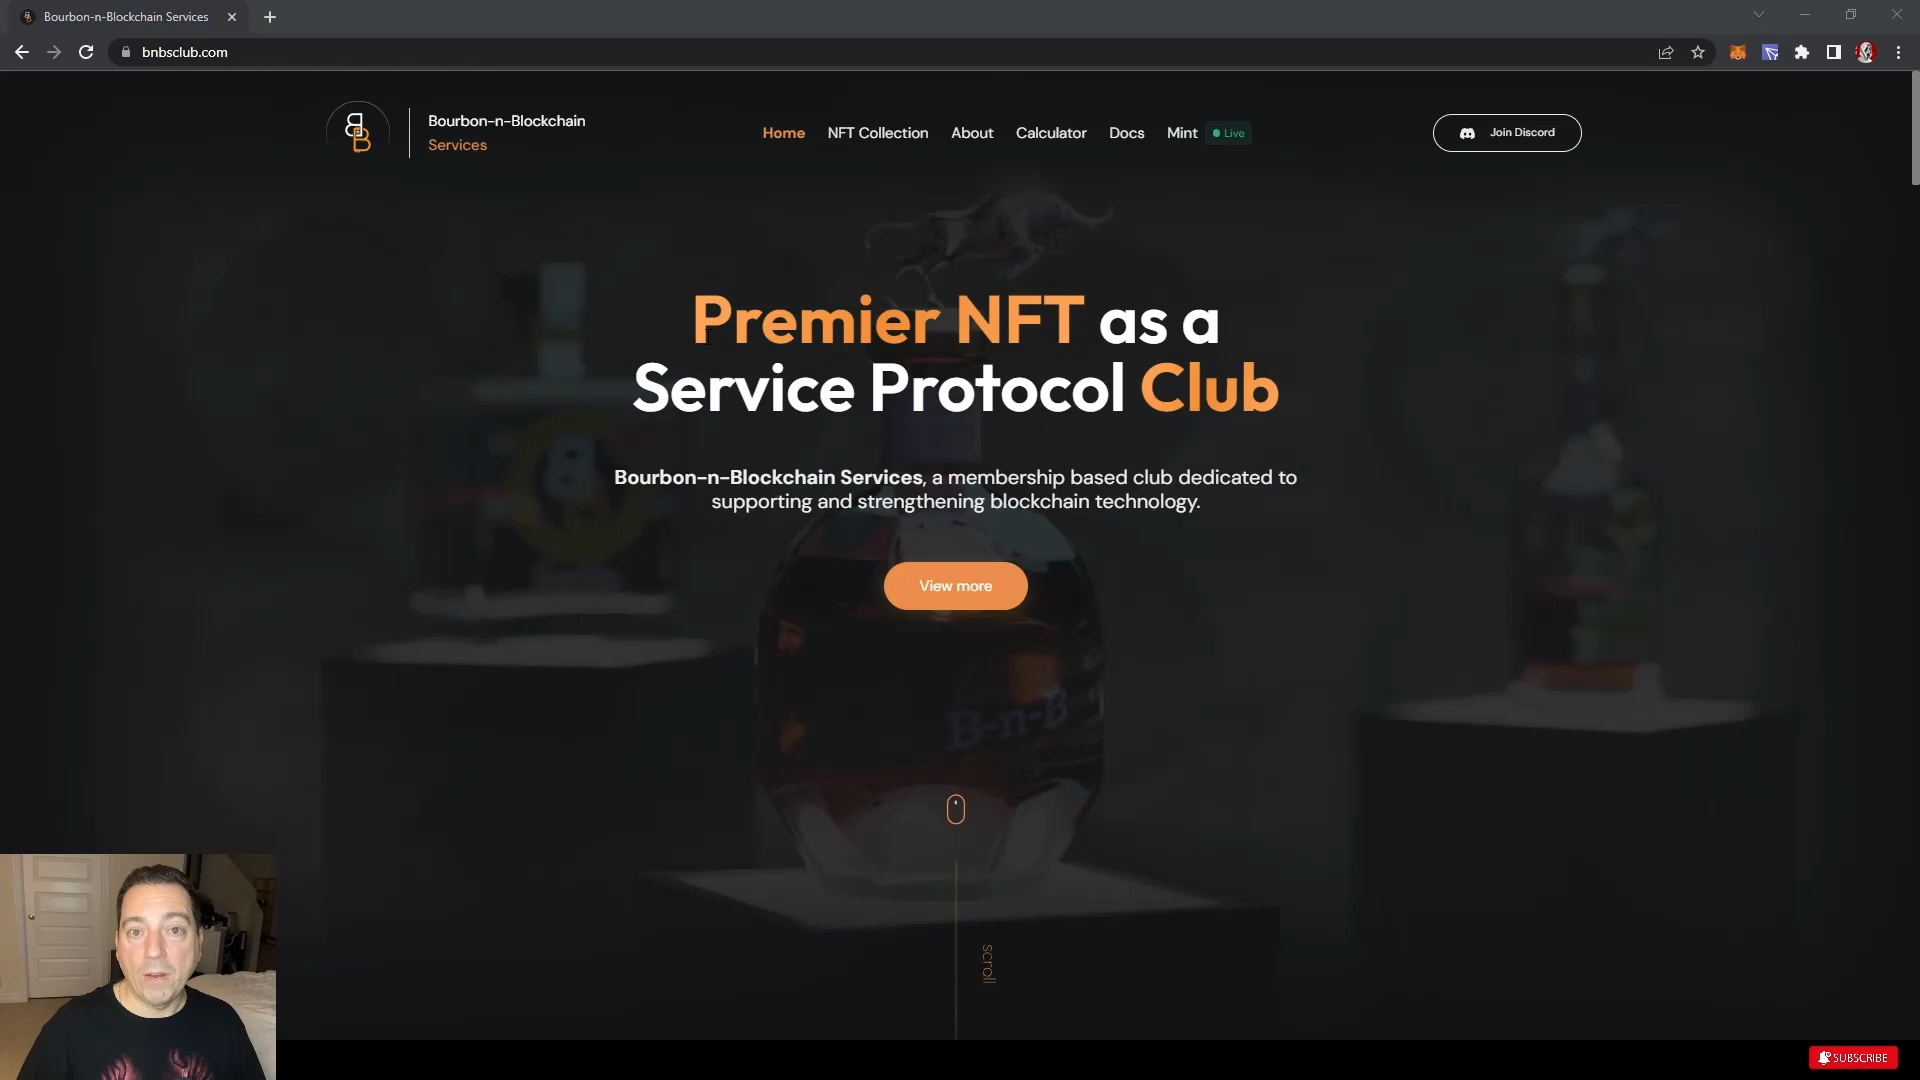 Bourbon-n-Blockchain Services
bnbsclub.com
Bourbon-n-Blockchain
Services
Home NFT Collection About Calculator Docs Mint Live
Join Discord
Premier NFT as a
Service Protocol Club
Bourbon-n-Blockchain Services, a membership based club dedicated to
supporting and strengthening blockchain technology.
View more
B-n-B
scroll
SUBSCRIBE